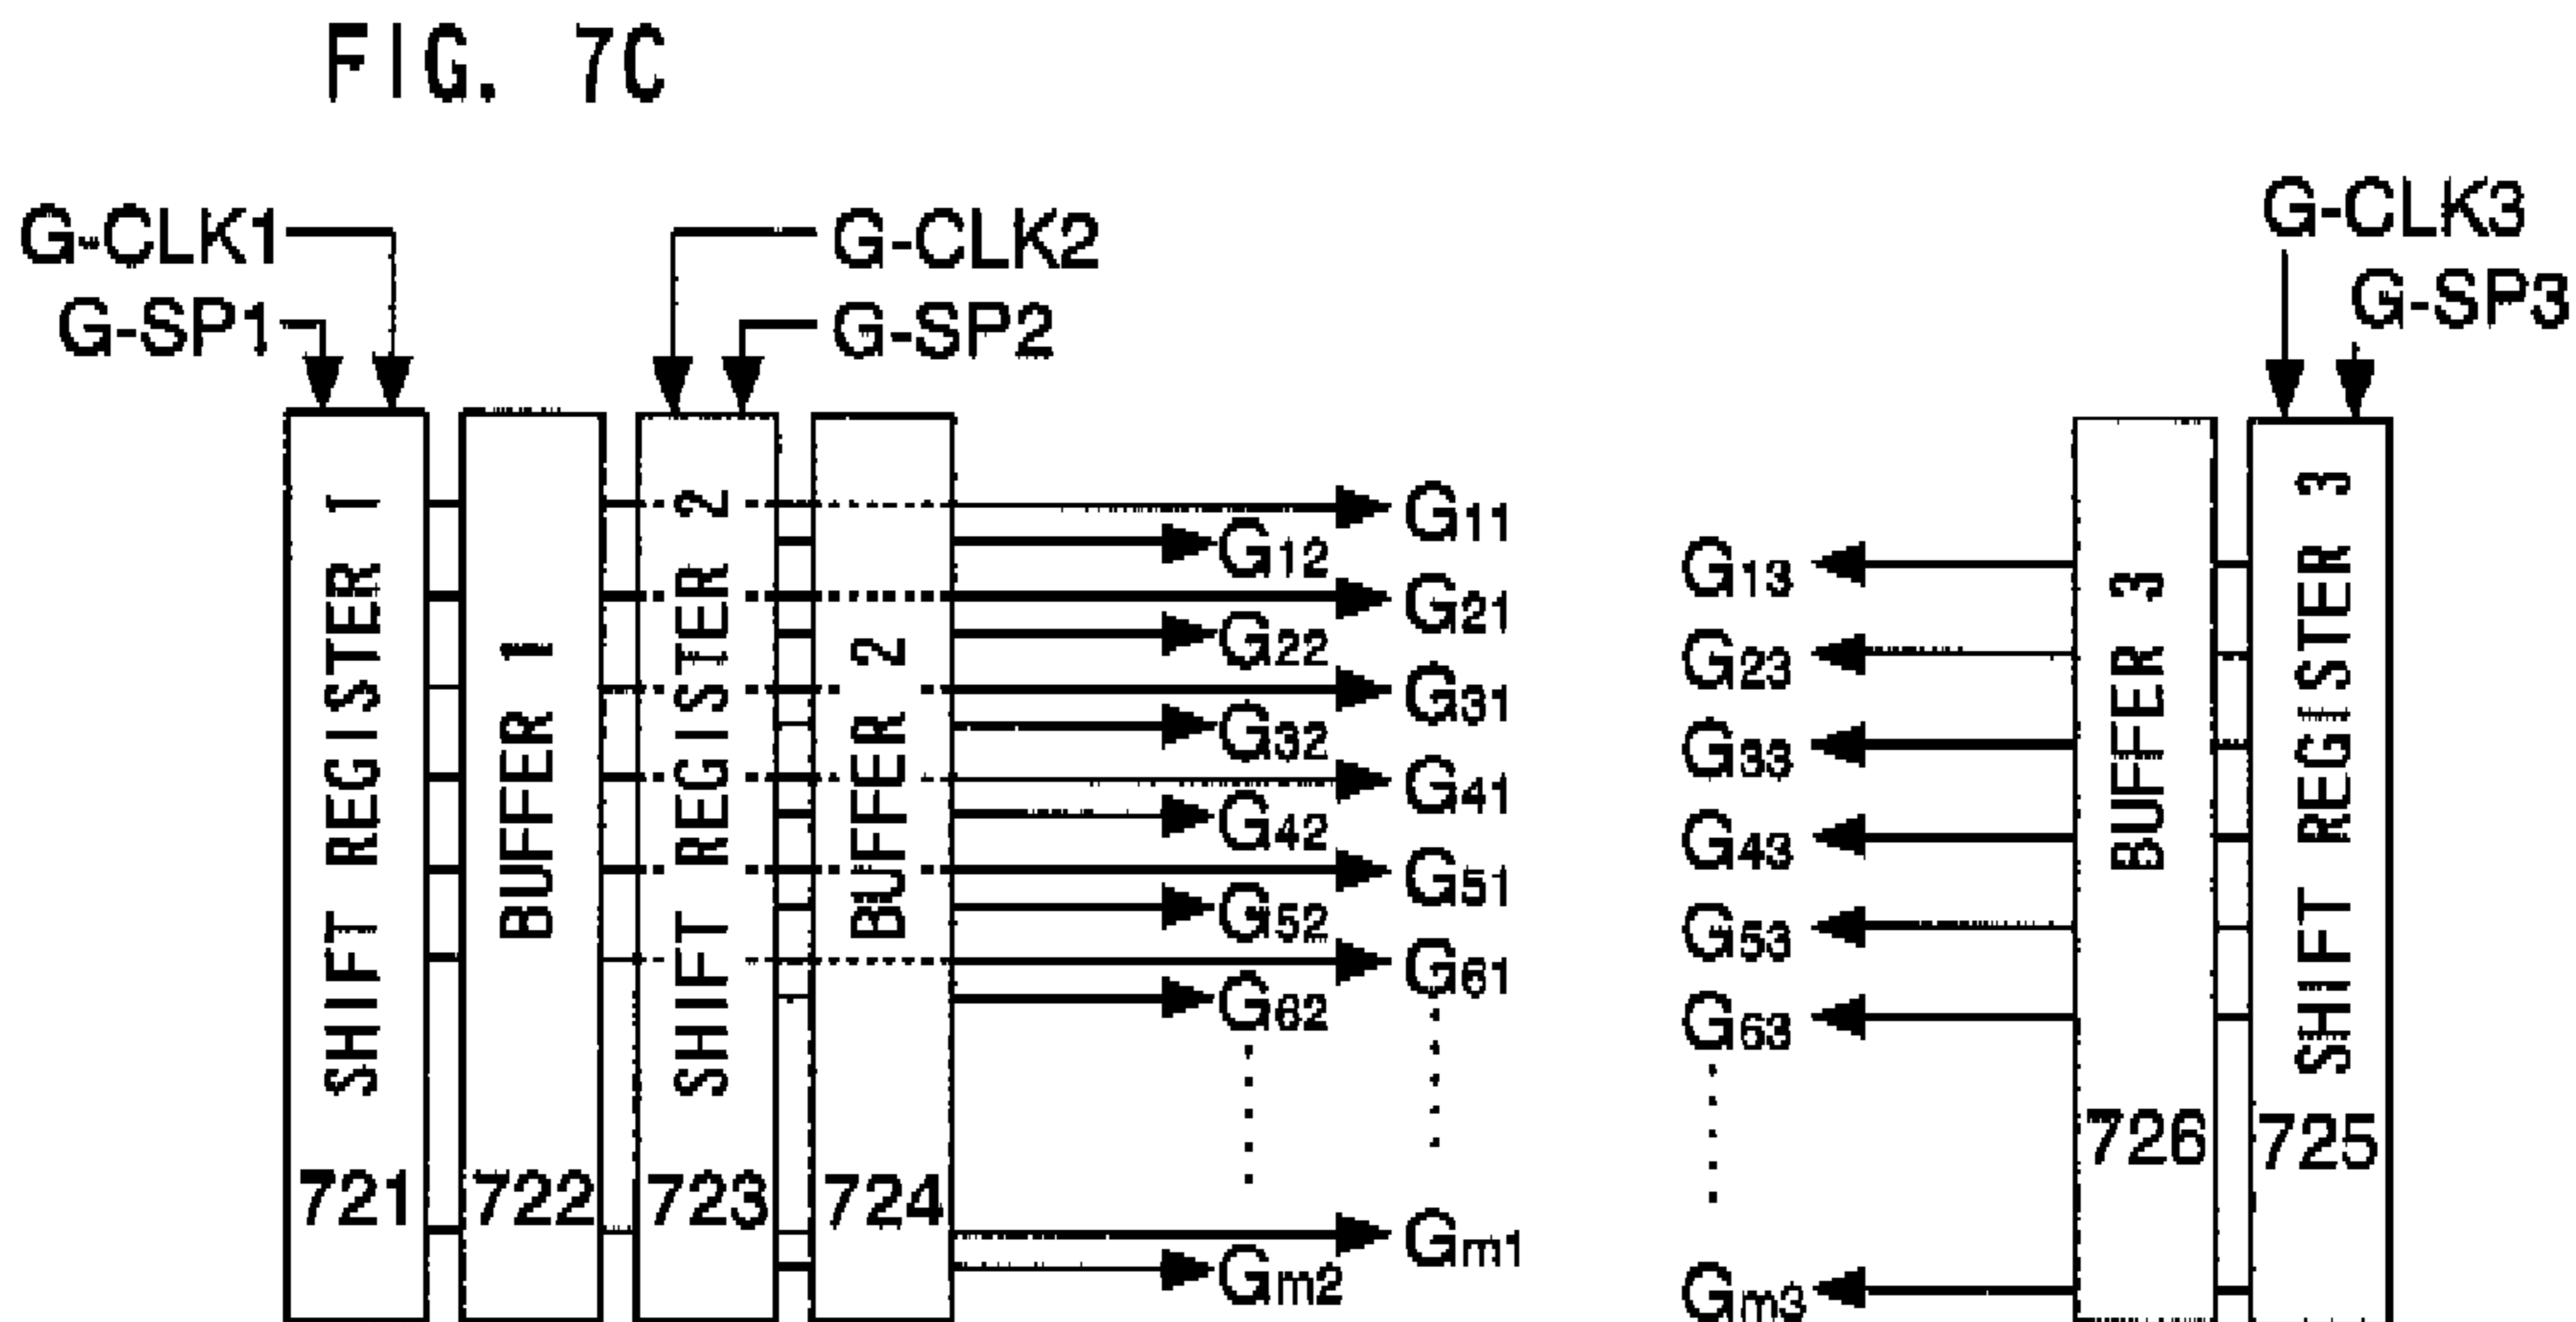 FIG. 7C
G-CLK1
G-SP1
G-CLK2
G-SP2
G-CLK3
G-SP3
SHIFT REGISTER 1
721
BUFFER 1
722
SHIFT REGISTER 2
723
BUFFER 2
724
G12
G22
G32
G42
G52
G62
Gm2
G11
G21
G31
G41
G51
G61
Gm1
G13
G23
G33
G43
G53
G63
Gm3
BUFFER 3
726
SHIFT REGISTER 3
725